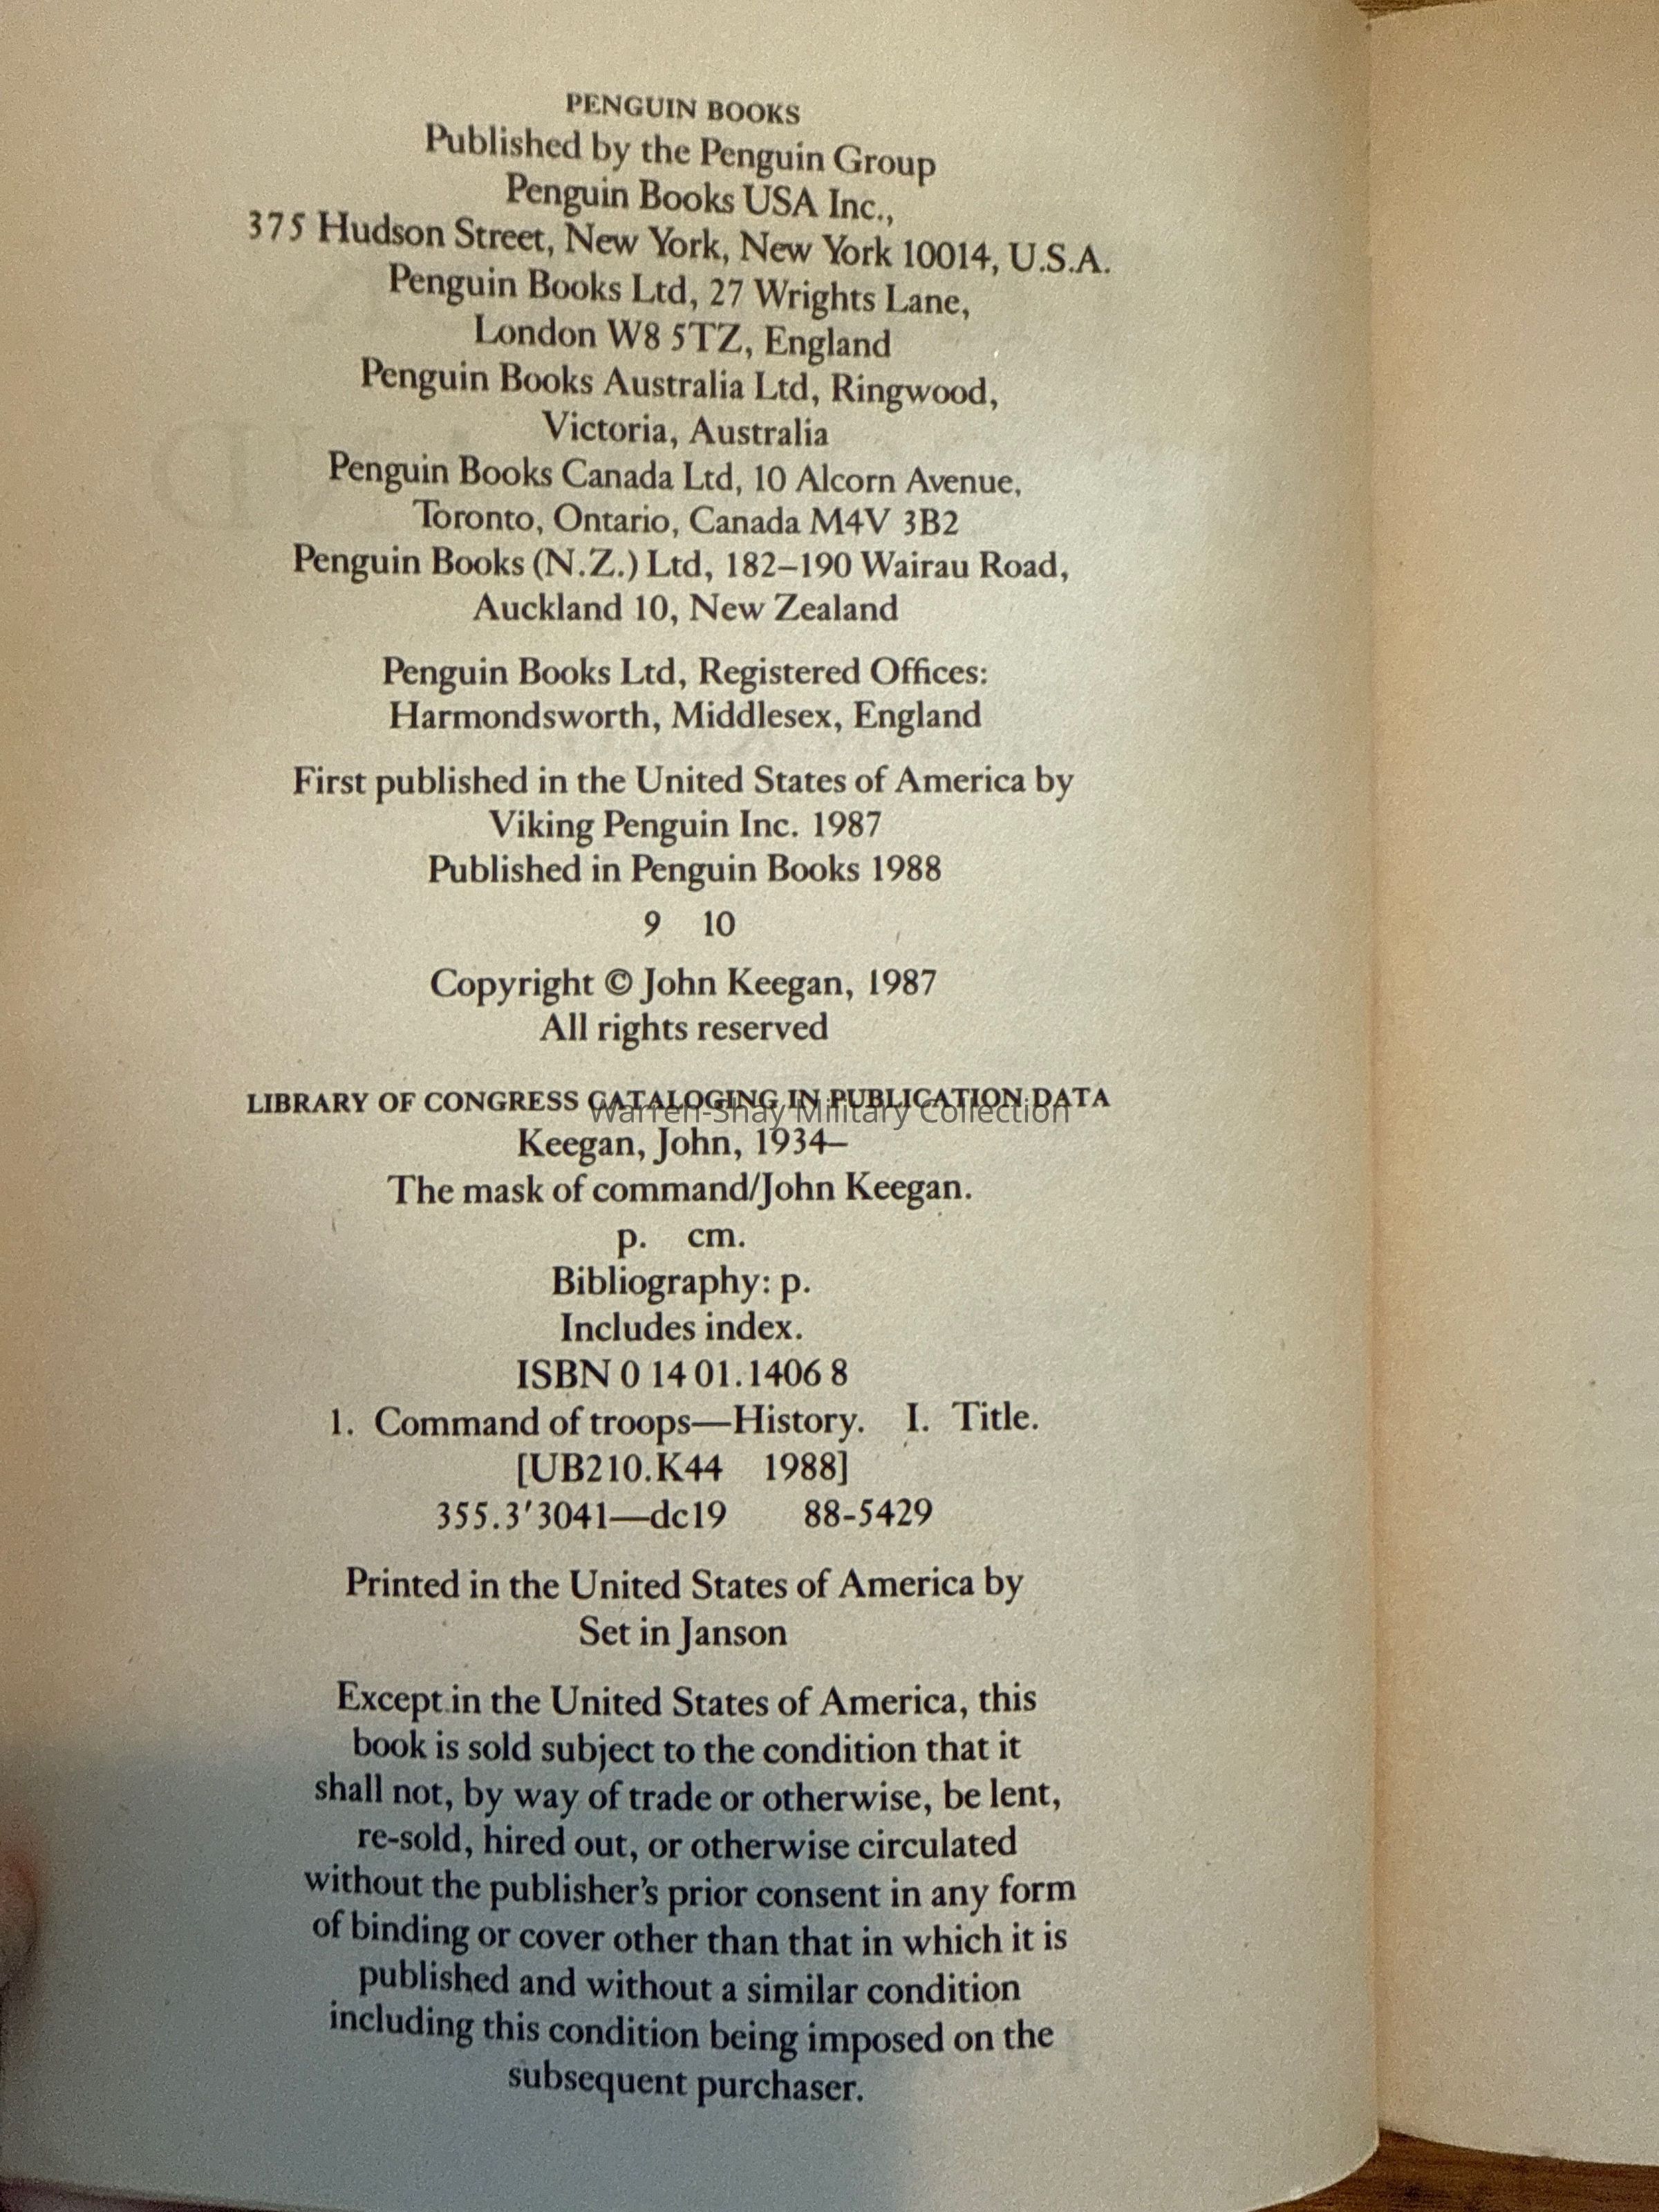 PENGUIN BOOKS
Published by the Penguin Group
Penguin Books USA Inc.,
375 Hudson Street, New York, New York 10014, U.S.A.
Penguin Books Ltd, 27 Wrights Lane,
London W8 5TZ, England
Penguin Books Australia Ltd, Ringwood,
Victoria, Australia
Penguin Books Canada Ltd, 10 Alcorn Avenue,
Toronto, Ontario, Canada M4V 3B2
Penguin Books (N.Z.) Ltd, 182–190 Wairau Road,
Auckland 10, New Zealand
Penguin Books Ltd, Registered Offices:
Harmondsworth, Middlesex, England
First published in the United States of America by
Viking Penguin Inc. 1987
Published in Penguin Books 1988
9 10
Copyright © John Keegan, 1987
All rights reserved
LIBRARY OF CONGRESS CATALOGING IN PUBLICATION DATA
Warren-Shay Military Collection
Keegan, John, 1934–
The mask of command/John Keegan.
p. cm.
Bibliography: p.
Includes index.
ISBN 0 14 01.1406 8
1. Command of troops—History. I. Title.
[UB210.K44 1988]
355.3'3041—dc19 88-5429
Printed in the United States of America by
Set in Janson
Except in the United States of America, this
book is sold subject to the condition that it
shall not, by way of trade or otherwise, be lent,
re-sold, hired out, or otherwise circulated
without the publisher's prior consent in any form
of binding or cover other than that in which it is
published and without a similar condition
including this condition being imposed on the
subsequent purchaser.